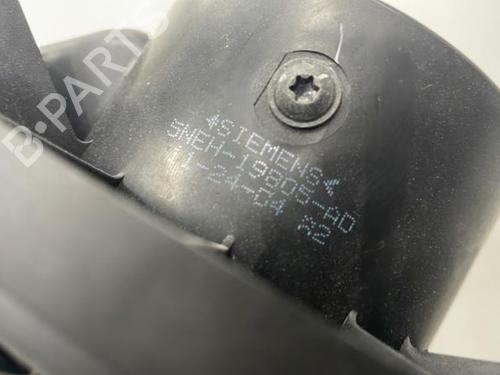 B-PARTS
◄SIEMENS◄
5NEH-19805-AD
11-24-04 A2